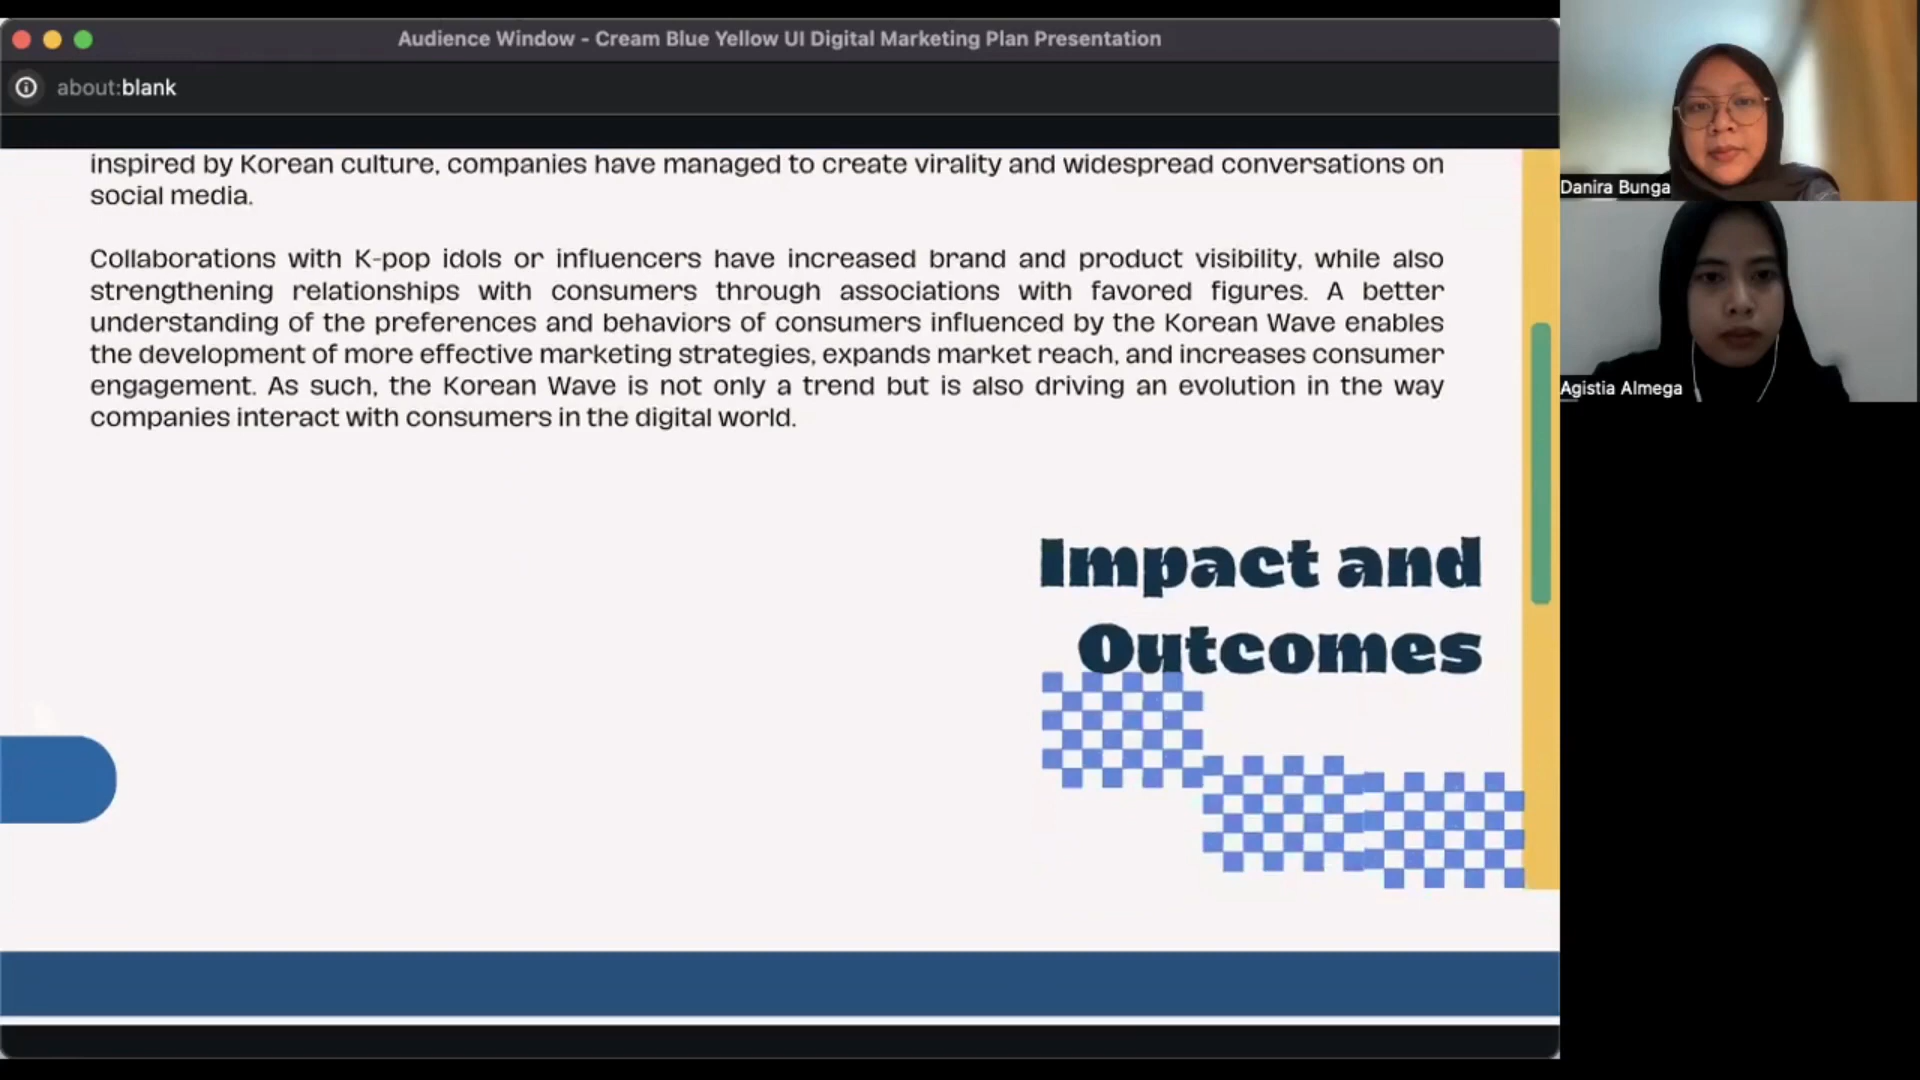 Audience Window - Cream Blue Yellow UI Digital Marketing Plan Presentation
about:blank
inspired by Korean culture, companies have managed to create virality and widespread conversations on
social media.
Collaborations with K-pop idols or influencers have increased brand and product visibility, while also
strengthening relationships with consumers through associations with favored figures. A better
understanding of the preferences and behaviors of consumers influenced by the Korean Wave enables
the development of more effective marketing strategies, expands market reach, and increases consumer
engagement. As such, the Korean Wave is not only a trend but is also driving an evolution in the way
companies interact with consumers in the digital world.
Impact and
Outcomes
Danira Bunga
Agistia Almega